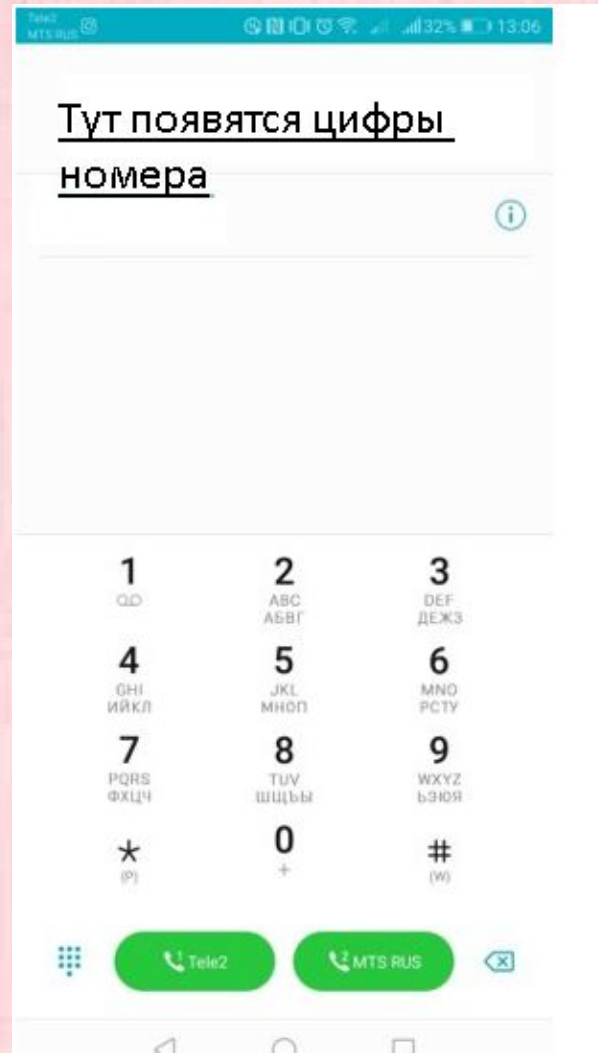 Tele2
MTS RUS
32% 13:06
Тут появятся цифры
номера
1 2 3
ABC DEF
АБВГ ДЕЖЗ
4 5 6
GHI JKL MNO
ИЙКЛ МНОП РСТУ
7 8 9
PQRS TUV WXYZ
ФХЦЧ ШЩЪЫ ЬЭЮЯ
* 0 #
(P) + (W)
1 Tele2 2 MTS RUS